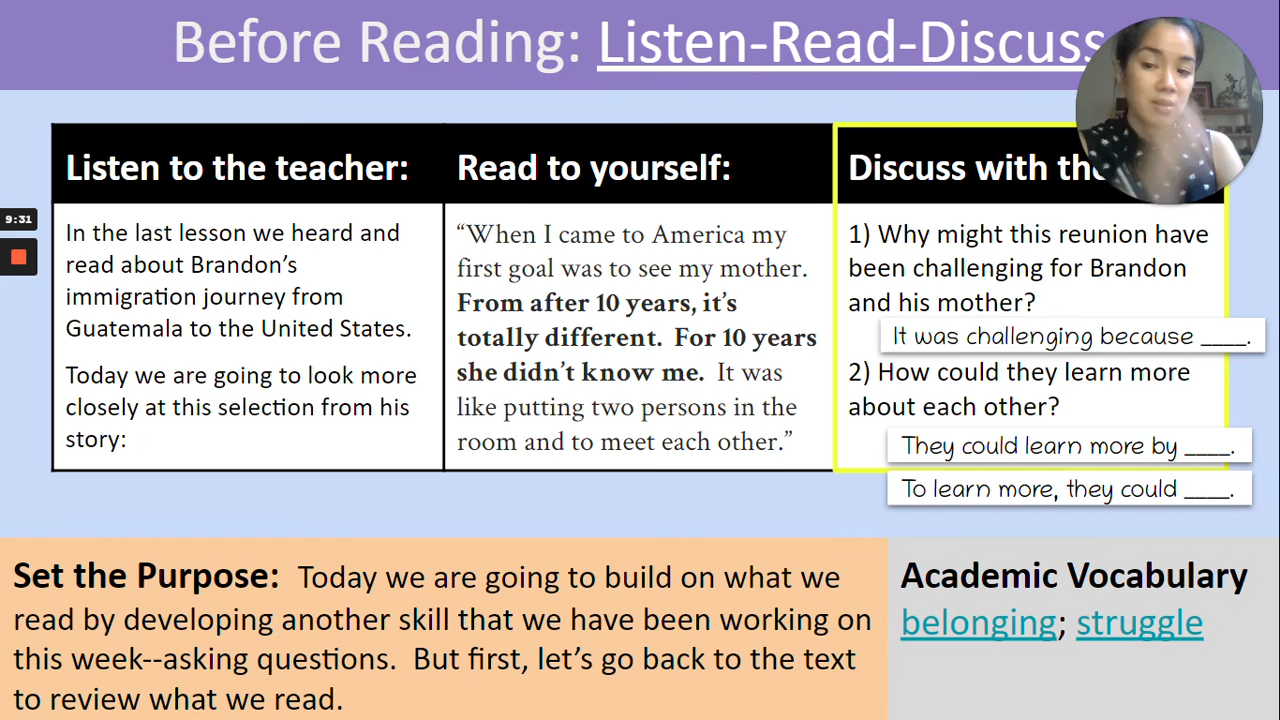 Before Reading: Listen-Read-Discuss
Listen to the teacher:
In the last lesson we heard and
read about Brandon's
immigration journey from
Guatemala to the United States.
Today we are going to look more
closely at this selection from his
story:
Read to yourself:
“When I came to America my
first goal was to see my mother.
From after 10 years, it's
totally different. For 10 years
she didn't know me. It was
like putting two persons in the
room and to meet each other.”
Discuss with
1) Why might this reunion have
been challenging for Brandon
and his mother?
It was challenging because ____.
2) How could they learn more
about each other?
They could learn more by ____.
To learn more, they could ____.
9:31
Set the Purpose: Today we are going to build on what we
read by developing another skill that we have been working on
this week--asking questions. But first, let's go back to the text
to review what we read.
Academic Vocabulary
belonging; struggle